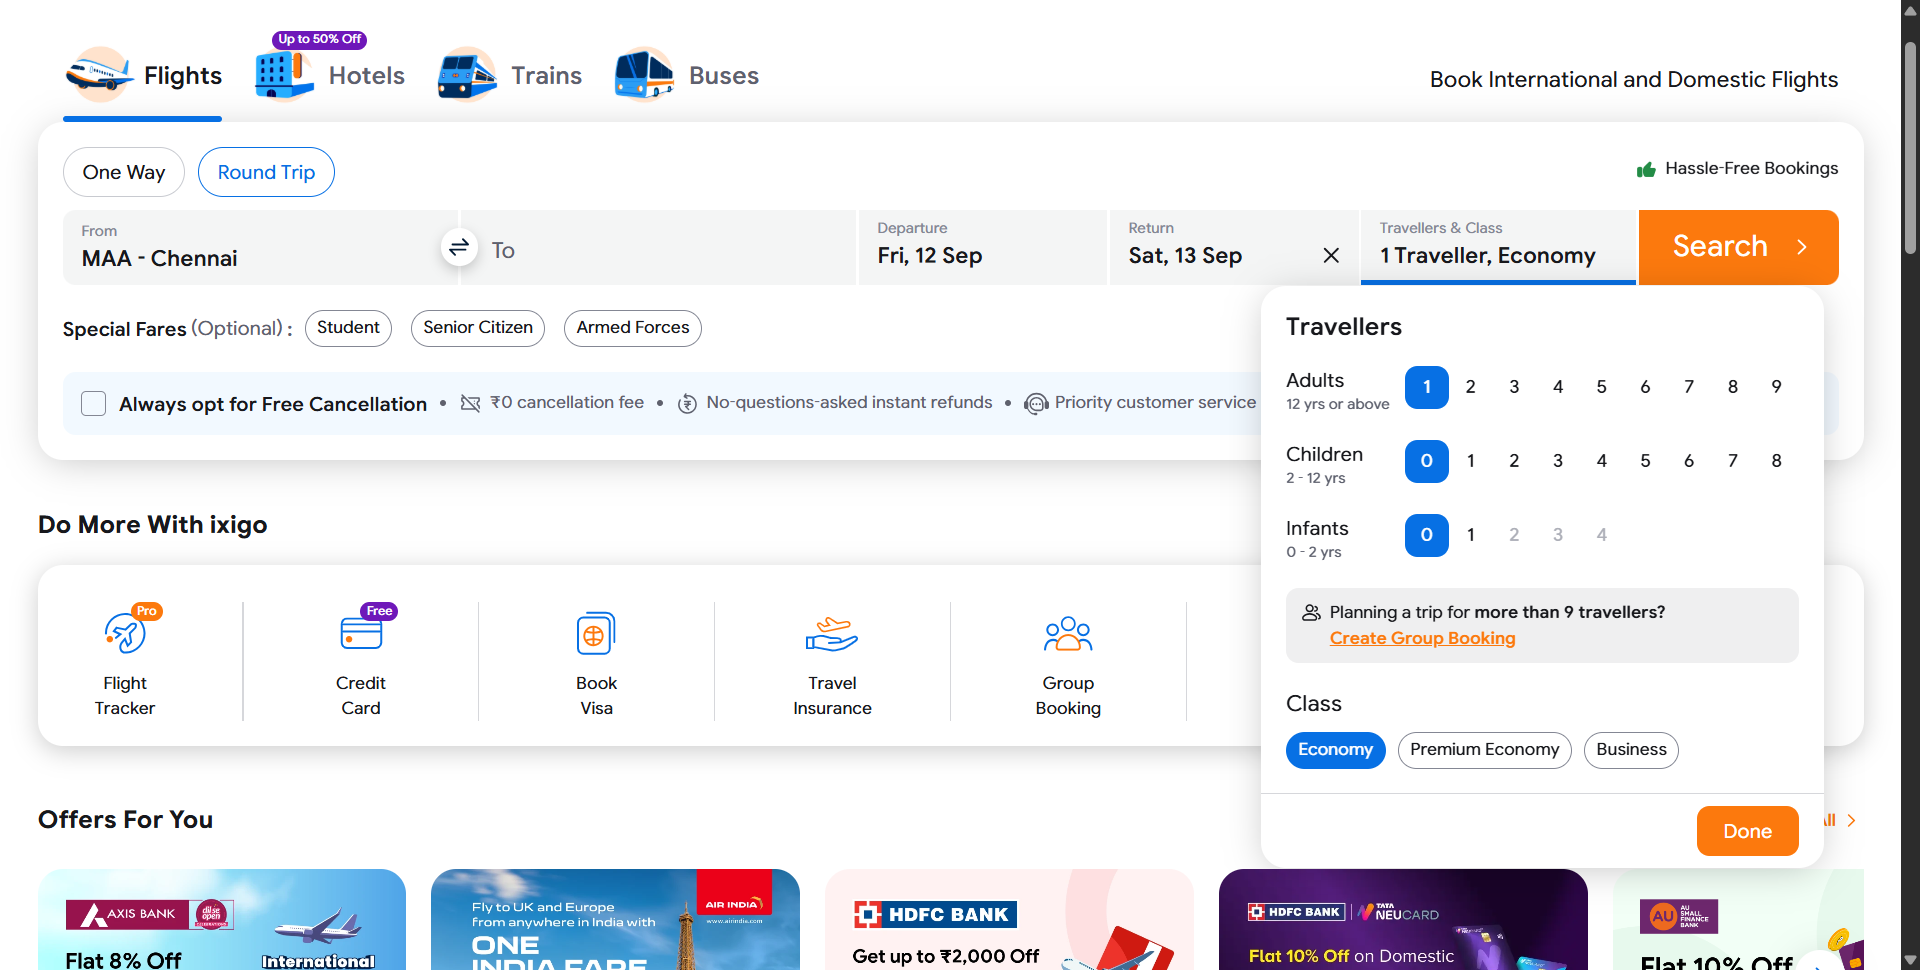 Up to 50% Off
Flights
Hotels
Trains
Buses
Book International and Domestic Flights
One Way
Round Trip
Hassle-Free Bookings
From
MAA - Chennai
To
Departure
Fri, 12 Sep
Return
Sat, 13 Sep
Travellers & Class
1 Traveller, Economy
Search
Special Fares (Optional) :
Student
Senior Citizen
Armed Forces
Always opt for Free Cancellation
• ₹0 cancellation fee
• No-questions-asked instant refunds
• Priority customer service
Travellers
Adults
12 yrs or above
1 2 3 4 5 6 7 8 9
Children
2 - 12 yrs
0 1 2 3 4 5 6 7 8
Infants
0 - 2 yrs
0 1 2 3 4
Planning a trip for more than 9 travellers?
Create Group Booking
Class
Economy
Premium Economy
Business
Done
Do More With ixigo
Pro
Flight
Tracker
Free
Credit
Card
Book
Visa
Travel
Insurance
Group
Booking
Offers For You
AXIS BANK
dil se
open
Flat 8% Off
International
Fly to UK and Europe
from anywhere in India with
ONE
INDIA FARE
AIR INDIA
www.airindia.com
HDFC BANK
Get up to ₹2,000 Off
HDFC BANK
TATA
NEUCARD
Flat 10% Off on Domestic
AU
AU
SMALL
FINANCE
BANK
Flat 10% Off